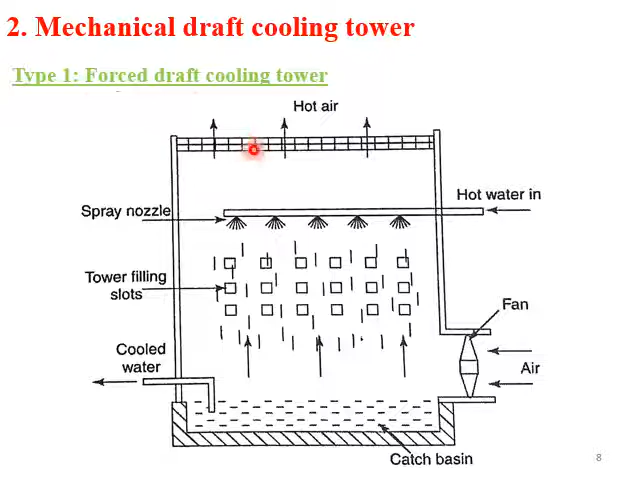 2. Mechanical draft cooling tower
Type 1: Forced draft cooling tower
Hot air
Hot water in
Spray nozzle
Tower filling
slots
Fan
Cooled
water
Air
Catch basin
8